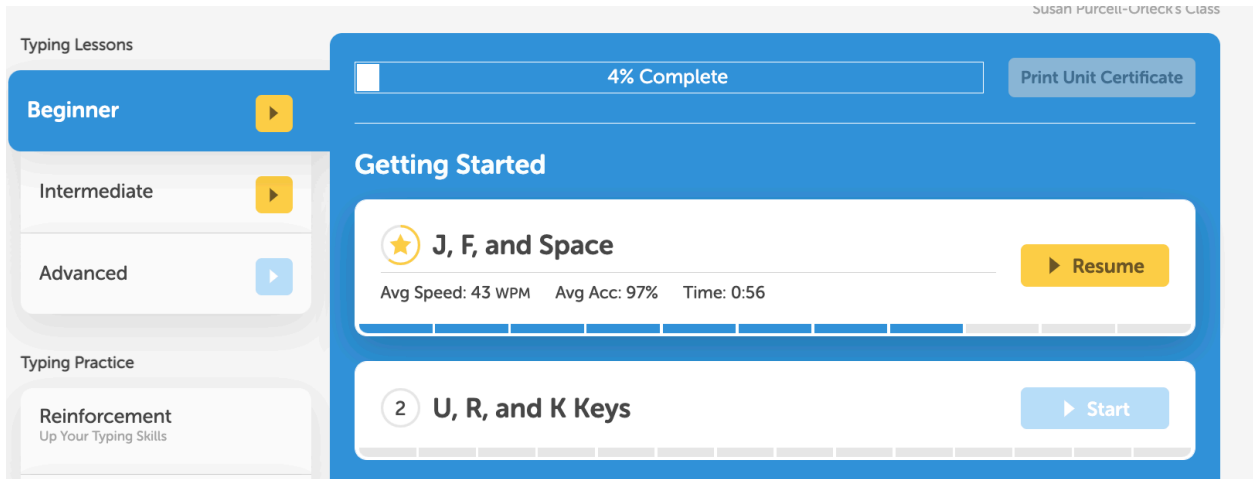 Susan Purcell-Orleck's Class
Typing Lessons
Beginner
Intermediate
Advanced
Typing Practice
Reinforcement
Up Your Typing Skills
4% Complete
Print Unit Certificate
Getting Started
J, F, and Space
Avg Speed: 43 WPM Avg Acc: 97% Time: 0:56
Resume
2 U, R, and K Keys
Start